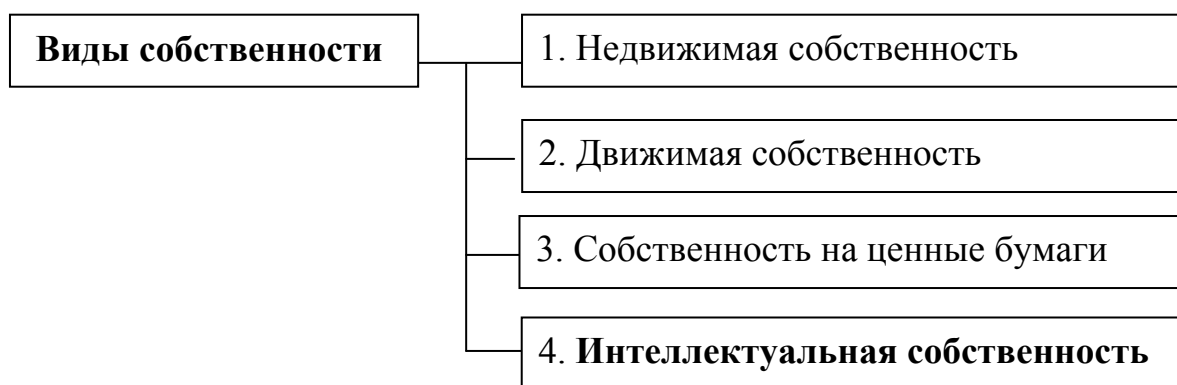 Виды собственности
1. Недвижимая собственность
2. Движимая собственность
3. Собственность на ценные бумаги
4. Интеллектуальная собственность